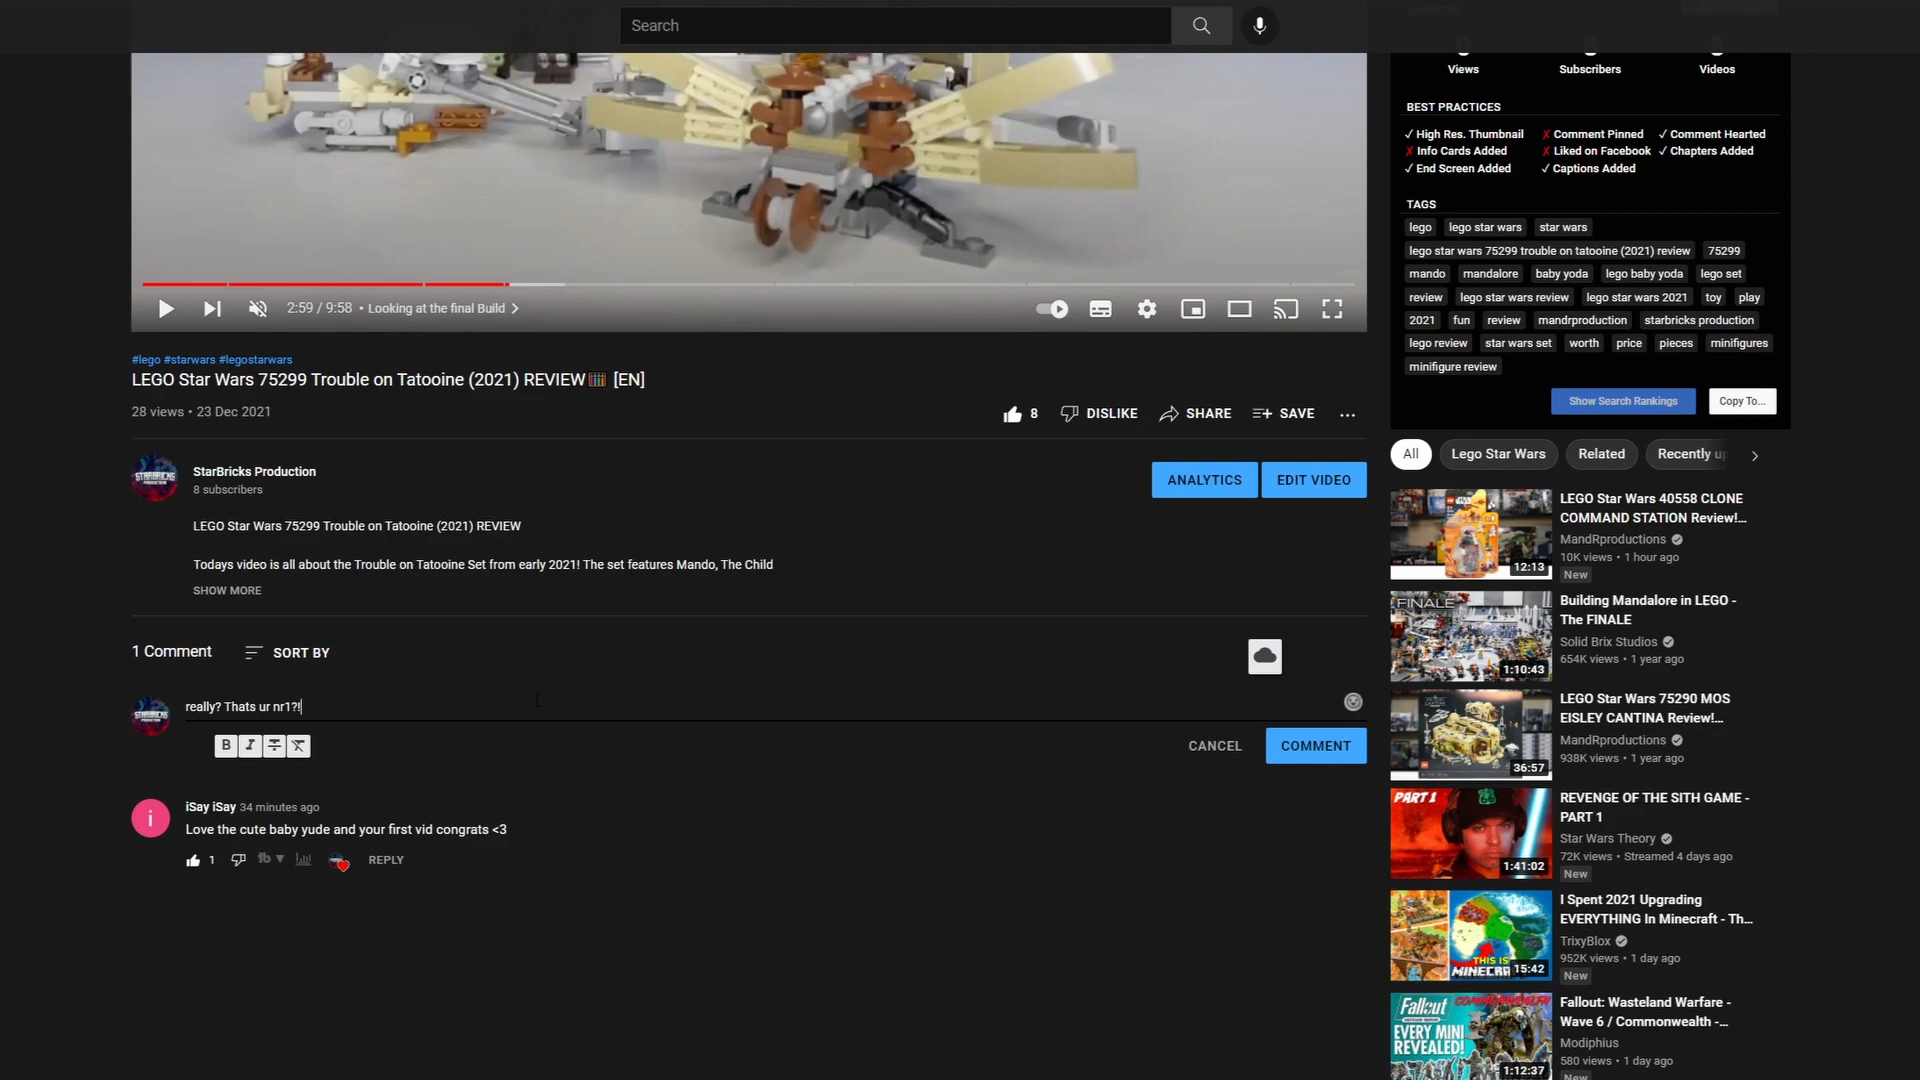 Search
2:59 / 9:58 • Looking at the final Build
#lego #starwars #legostarwars
LEGO Star Wars 75299 Trouble on Tatooine (2021) REVIEW [EN]
28 views • 23 Dec 2021
8 DISLIKE SHARE SAVE ...
StarBricks Production
8 subscribers
ANALYTICS EDIT VIDEO
LEGO Star Wars 75299 Trouble on Tatooine (2021) REVIEW
Todays video is all about the Trouble on Tatooine Set from early 2021! The set features Mando, The Child
SHOW MORE
1 Comment SORT BY
STARBRICKS
really? Thats ur nr1?!
B I T
CANCEL COMMENT
i
iSay iSay 34 minutes ago
Love the cute baby yude and your first vid congrats <3
1 tb REPLY
Views Subscribers Videos
BEST PRACTICES
✓ High Res. Thumbnail ✗ Comment Pinned ✓ Comment Hearted
✗ Info Cards Added ✗ Liked on Facebook ✓ Chapters Added
✓ End Screen Added ✓ Captions Added
TAGS
lego lego star wars star wars
lego star wars 75299 trouble on tatooine (2021) review 75299
mando mandalore baby yoda lego baby yoda lego set
review lego star wars review lego star wars 2021 toy play
2021 fun review mandrproduction starbricks production
lego review star wars set worth price pieces minifigures
minifigure review
Show Search Rankings Copy To...
All Lego Star Wars Related Recently
12:13
LEGO Star Wars 40558 CLONE
COMMAND STATION Review!...
MandRproductions
10K views • 1 hour ago
New
FINALE
1:10:43
Building Mandalore in LEGO -
The FINALE
Solid Brix Studios
654K views • 1 year ago
36:57
LEGO Star Wars 75290 MOS
EISLEY CANTINA Review!...
MandRproductions
938K views • 1 year ago
PART 1
1:41:02
REVENGE OF THE SITH GAME -
PART 1
Star Wars Theory
72K views • Streamed 4 days ago
New
THIS IS
MINECRA
15:42
I Spent 2021 Upgrading
EVERYTHING In Minecraft - Th...
TrixyBlox
952K views • 1 day ago
New
Fallout COMMONWEALTH
EVERY MINI
REVEALED!
1:12:37
Fallout: Wasteland Warfare -
Wave 6 / Commonwealth -...
Modiphius
580 views • 1 day ago
New